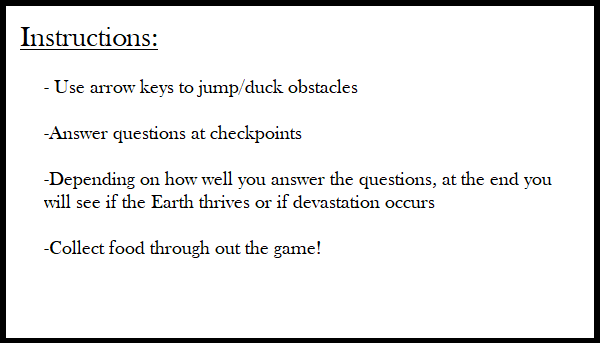 Instructions:
- Use arrow keys to jump/duck obstacles
-Answer questions at checkpoints
-Depending on how well you answer the questions, at the end you
will see if the Earth thrives or if devastation occurs
-Collect food through out the game!